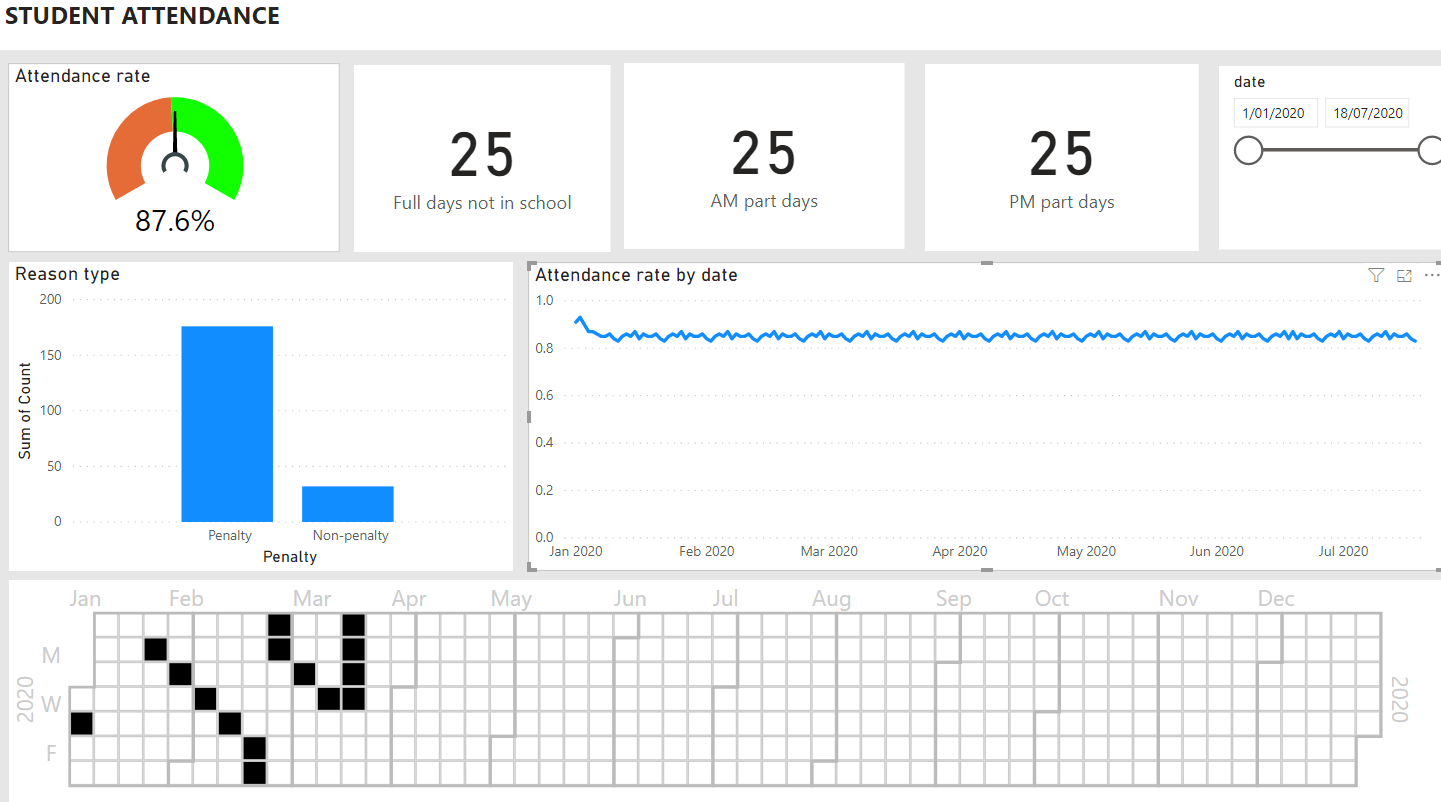 STUDENT ATTENDANCE
Attendance rate
87.6%
25
Full days not in school
25
AM part days
25
PM part days
date
1/01/2020
18/07/2020
Reason type
200
150
100
50
0
Sum of Count
Penalty
Non-penalty
Penalty
Attendance rate by date
1.0
0.8
0.6
0.4
0.2
0.0
Jan 2020
Feb 2020
Mar 2020
Apr 2020
May 2020
Jun 2020
Jul 2020
Jan
Feb
Mar
Apr
May
Jun
Jul
Aug
Sep
Oct
Nov
Dec
2020
M
W
F
2020